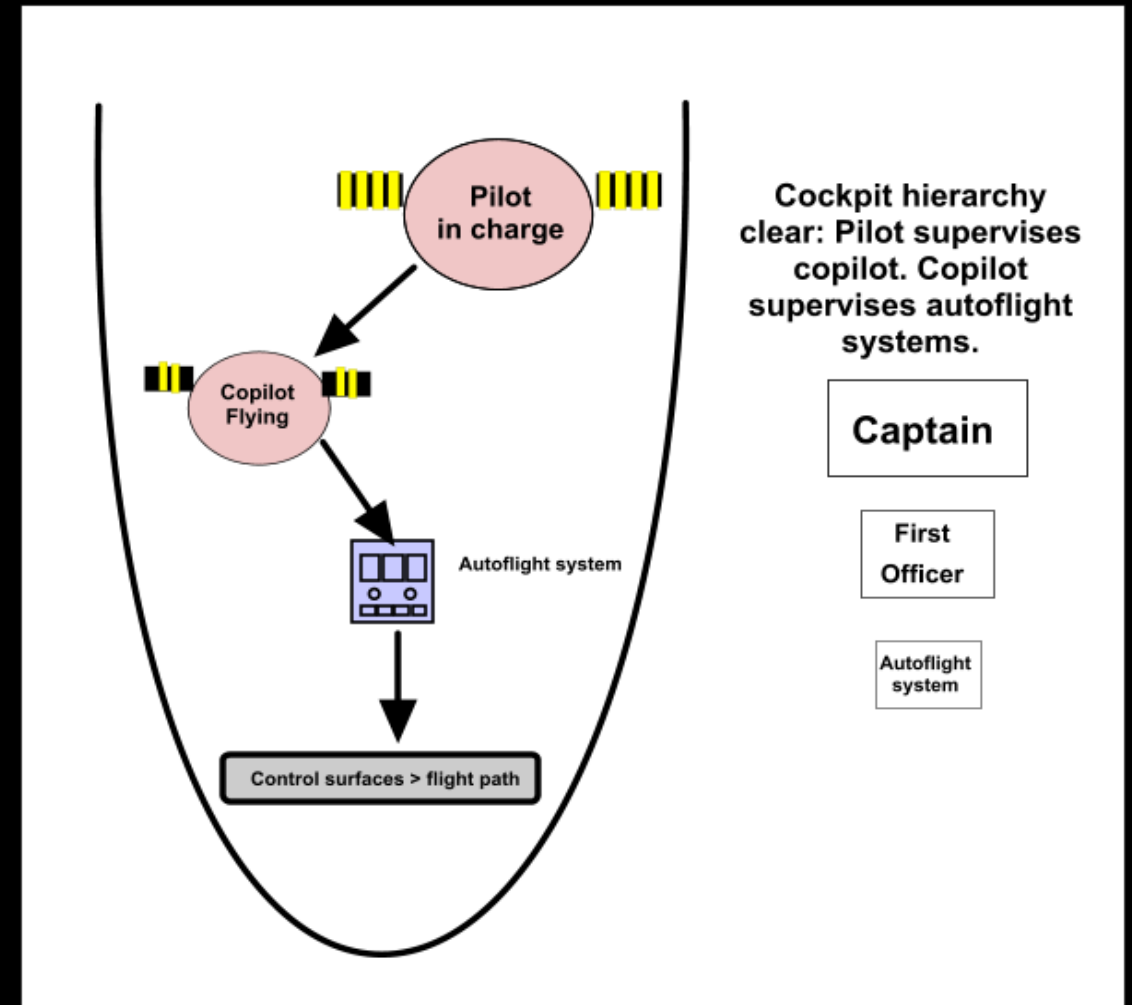 Pilot
in charge
Cockpit hierarchy
clear: Pilot supervises
copilot. Copilot
supervises autoflight
systems.
Copilot
Flying
Captain
First
Officer
Autoflight system
Autoflight
system
Control surfaces > flight path